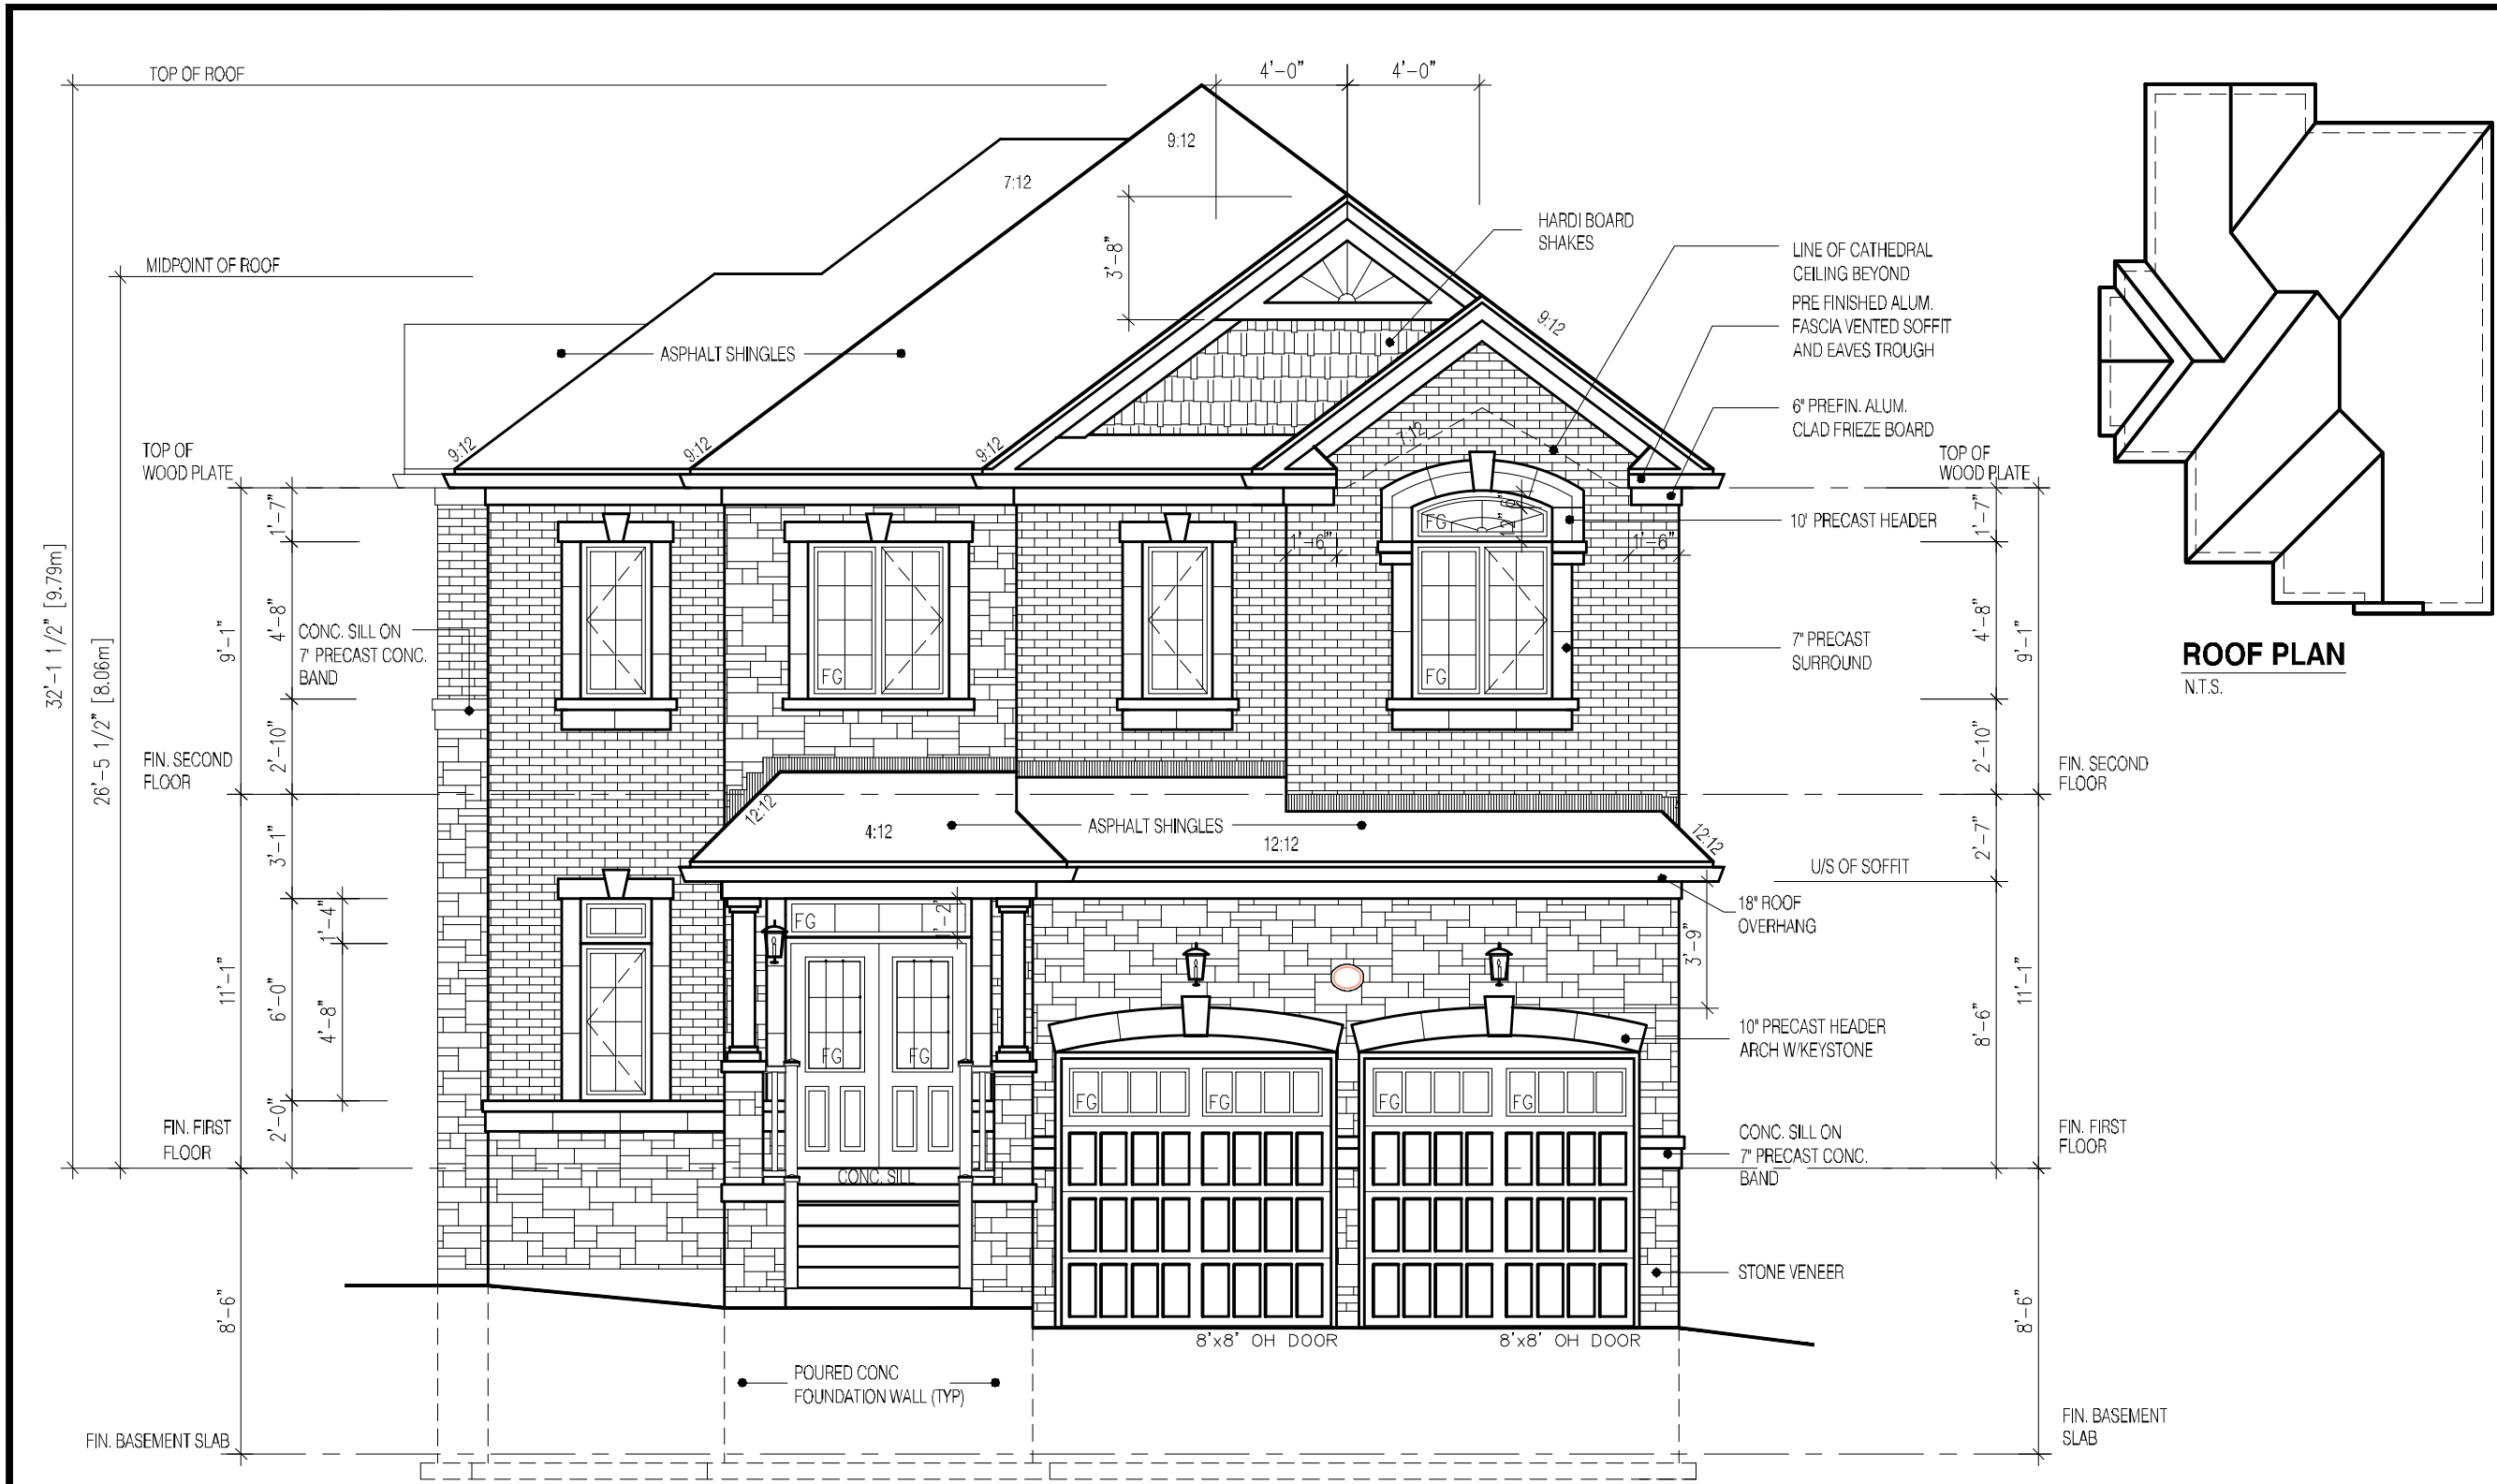 TOP OF ROOF
4'-0"
4'-0"
9:12
7:12
3'-8"
HARDI BOARD
SHAKES
LINE OF CATHEDRAL
CEILING BEYOND
PRE FINISHED ALUM.
FASCIA VENTED SOFFIT
AND EAVES TROUGH
9:12
MIDPOINT OF ROOF
ASPHALT SHINGLES
6" PREFIN. ALUM.
CLAD FRIEZE BOARD
7:12
9:12
9:12
9:12
TOP OF
WOOD PLATE
TOP OF
WOOD PLATE
ROOF PLAN
N.T.S.
32'-1 1/2" [9.79m]
26'-5 1/2" [8.06m]
9'-1"
1'-7"
4'-8"
2'-10"
CONC. SILL ON
7' PRECAST CONC.
BAND
FG
FG
FG
1'-6"
1'-6"
10' PRECAST HEADER
7" PRECAST
SURROUND
1'-7"
4'-8"
2'-10"
9'-1"
FIN. SECOND
FLOOR
FIN. SECOND
FLOOR
12:12
4:12
ASPHALT SHINGLES
12:12
12:12
3'-1"
11'-1"
1'-4"
6'-0"
4'-8"
2'-0"
2'-7"
U/S OF SOFFIT
18" ROOF
OVERHANG
3'-9"
8'-6"
11'-1"
FG
1'-2"
FG
FG
10" PRECAST HEADER
ARCH W/KEYSTONE
FG
FG
FG
FG
FIN. FIRST
FLOOR
CONC. SILL
CONC. SILL ON
7" PRECAST CONC.
BAND
FIN. FIRST
FLOOR
STONE VENEER
8'-6"
8'-6"
8'x8' OH DOOR
8'x8' OH DOOR
POURED CONC
FOUNDATION WALL (TYP)
FIN. BASEMENT SLAB
FIN. BASEMENT
SLAB